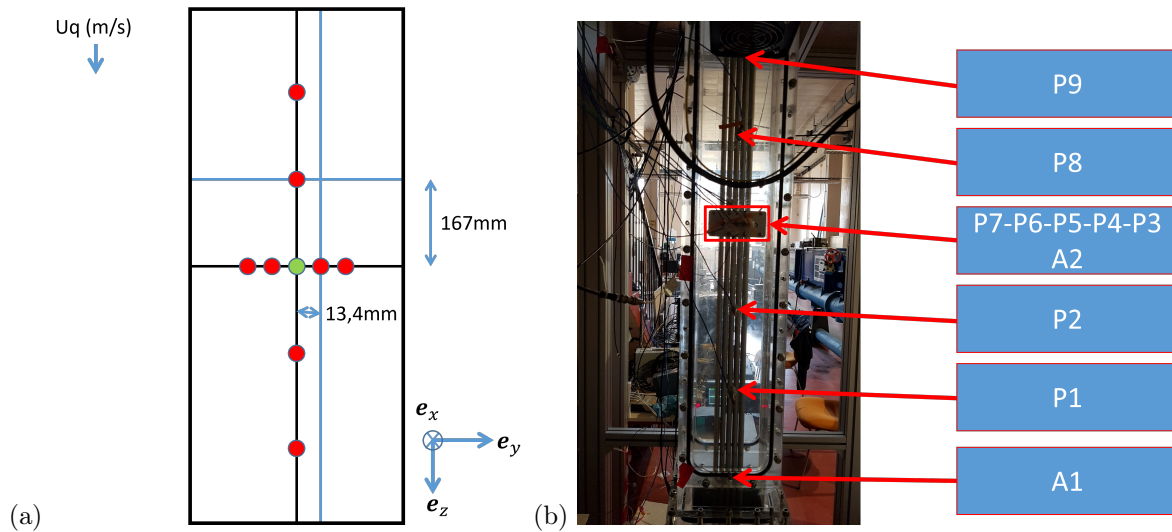 Uq (m/s)
167mm
13,4mm
e_x
e_y
e_z
(a)
(b)
P9
P8
P7-P6-P5-P4-P3
A2
P2
P1
A1